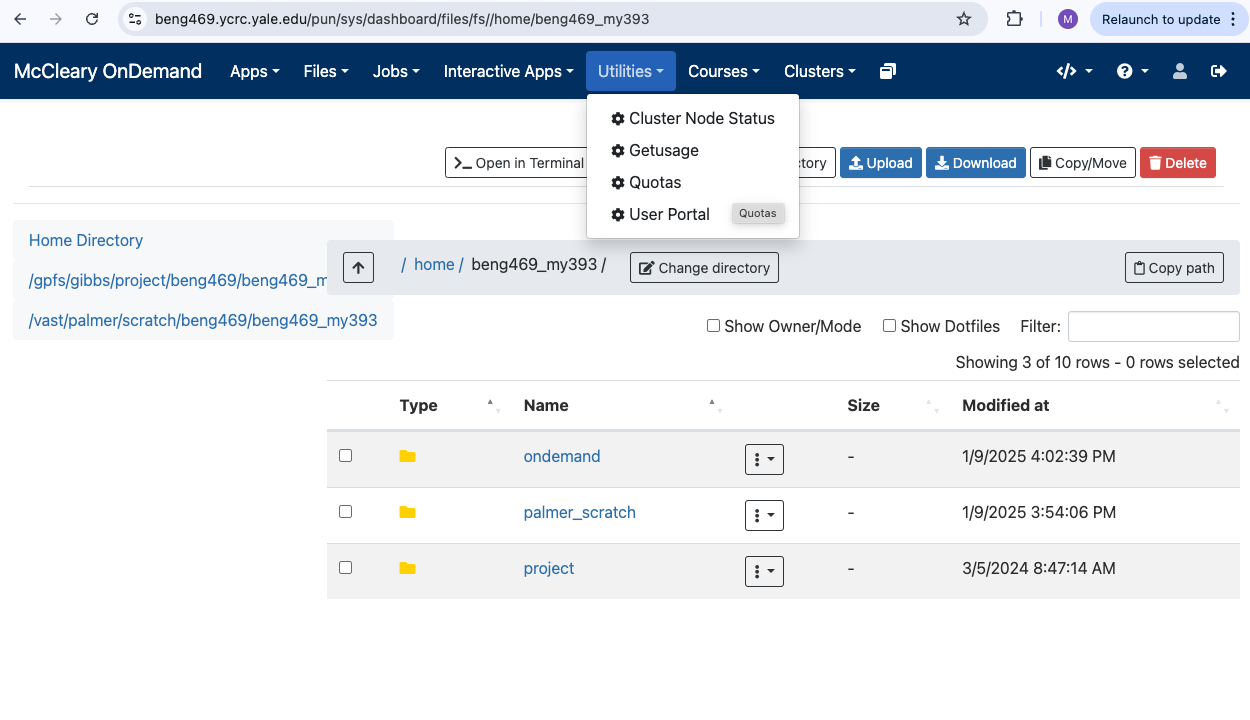 beng469.ycrc.yale.edu/pun/sys/dashboard/files/fs//home/beng469_my393
M
Relaunch to update
McCleary OnDemand
Apps
Files
Jobs
Interactive Apps
Utilities
Courses
Clusters
Cluster Node Status
Getusage
Quotas
User Portal
Quotas
Open in Terminal
tory
Upload
Download
Copy/Move
Delete
Home Directory
/gpfs/gibbs/project/beng469/beng469_m
/vast/palmer/scratch/beng469/beng469_my393
/ home / beng469_my393 /
Change directory
Copy path
Show Owner/Mode
Show Dotfiles
Filter:
Showing 3 of 10 rows - 0 rows selected
Type Name Size Modified at
ondemand - 1/9/2025 4:02:39 PM
palmer_scratch - 1/9/2025 3:54:06 PM
project - 3/5/2024 8:47:14 AM